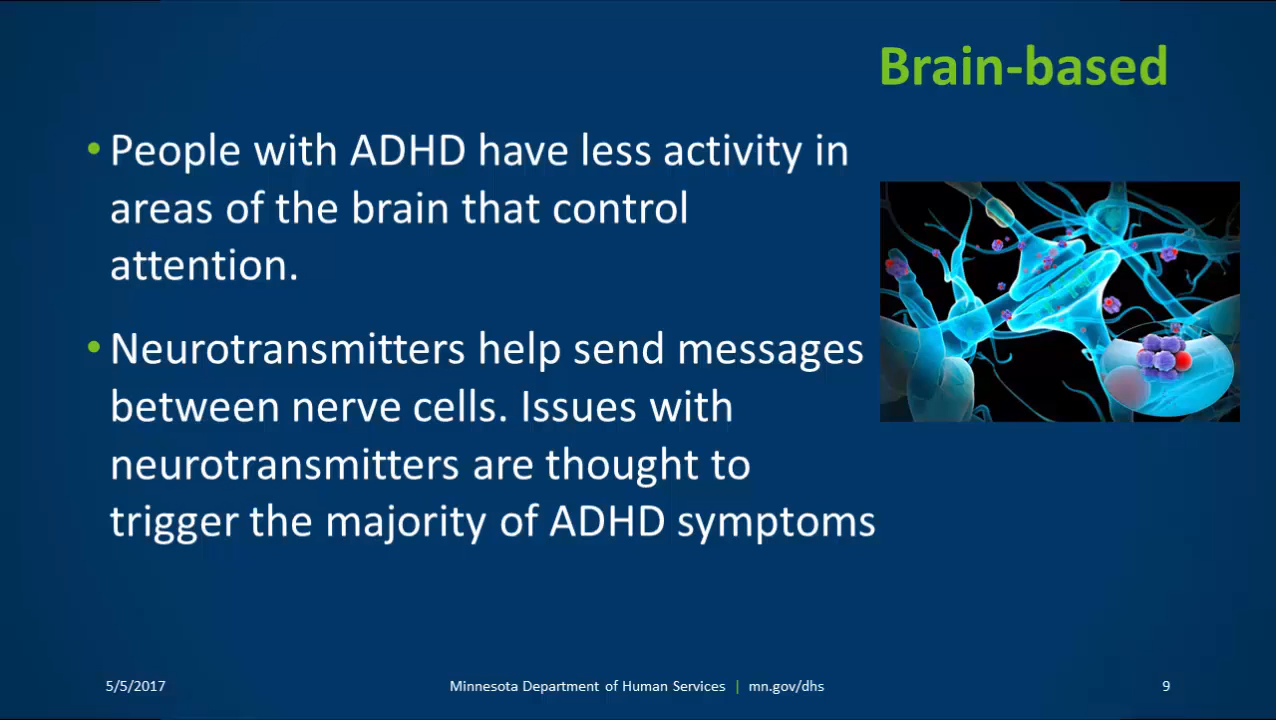 Brain-based
• People with ADHD have less activity in
areas of the brain that control
attention.
• Neurotransmitters help send messages
between nerve cells. Issues with
neurotransmitters are thought to
trigger the majority of ADHD symptoms
5/5/2017
Minnesota Department of Human Services | mn.gov/dhs
9